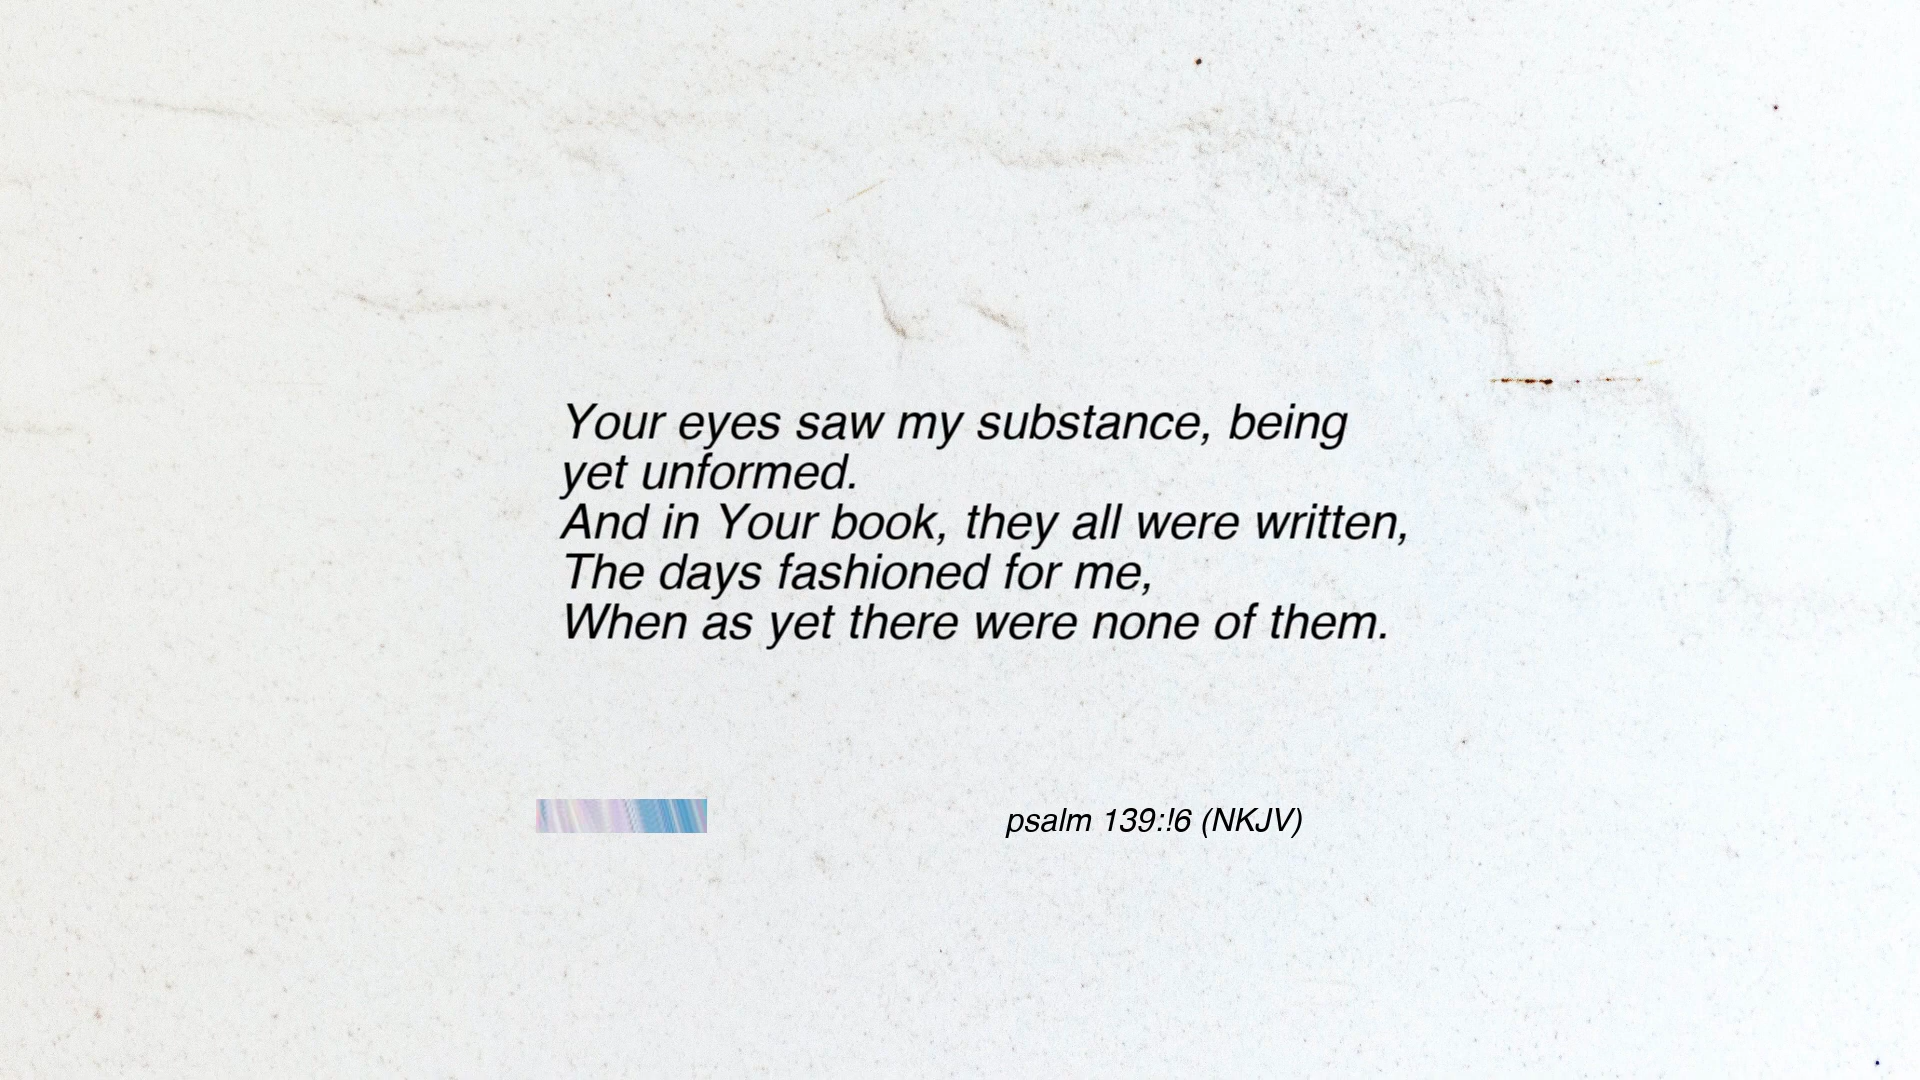 Your eyes saw my substance, being
yet unformed.
And in Your book, they all were written,
The days fashioned for me,
When as yet there were none of them.
psalm 139:!6 (NKJV)